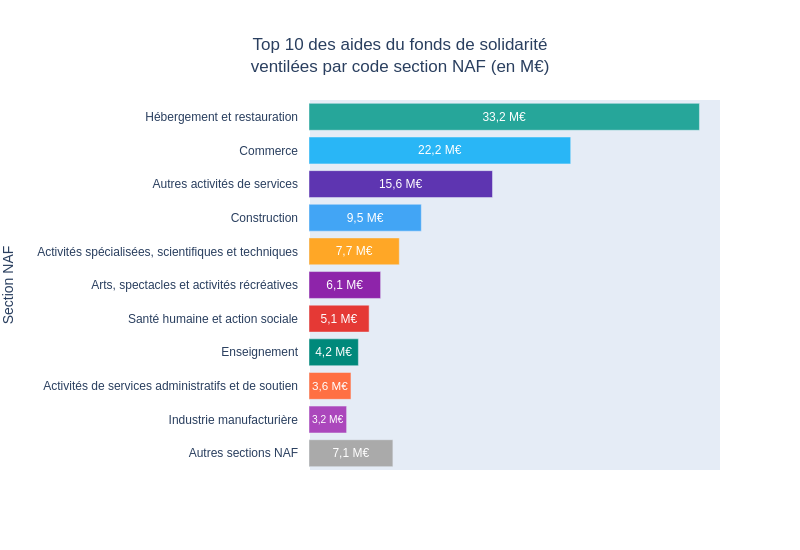 Top 10 des aides du fonds de solidarité
ventilées par code section NAF (en M€)
Section NAF
Hébergement et restauration 33,2 M€
Commerce 22,2 M€
Autres activités de services 15,6 M€
Construction 9,5 M€
Activités spécialisées, scientifiques et techniques 7,7 M€
Arts, spectacles et activités récréatives 6,1 M€
Santé humaine et action sociale 5,1 M€
Enseignement 4,2 M€
Activités de services administratifs et de soutien 3,6 M€
Industrie manufacturière 3,2 M€
Autres sections NAF 7,1 M€